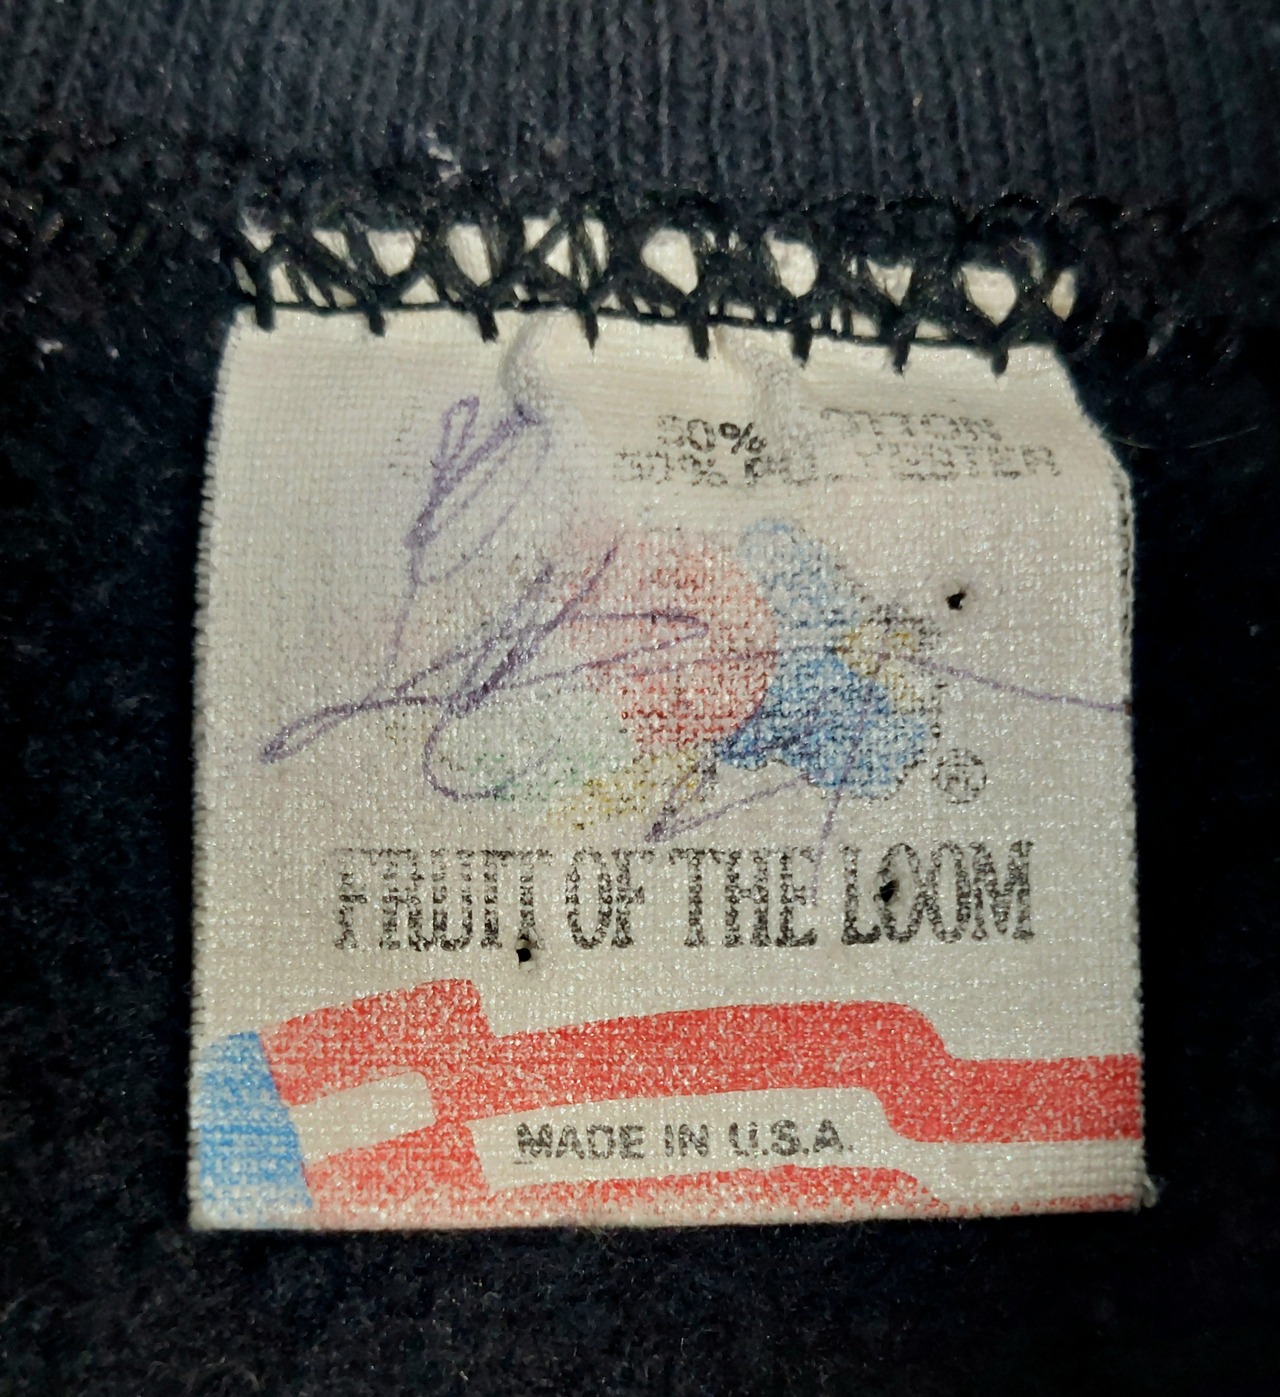 50% COTTON
50% POLYESTER
®
FRUIT OF THE LOOM
MADE IN U.S.A.